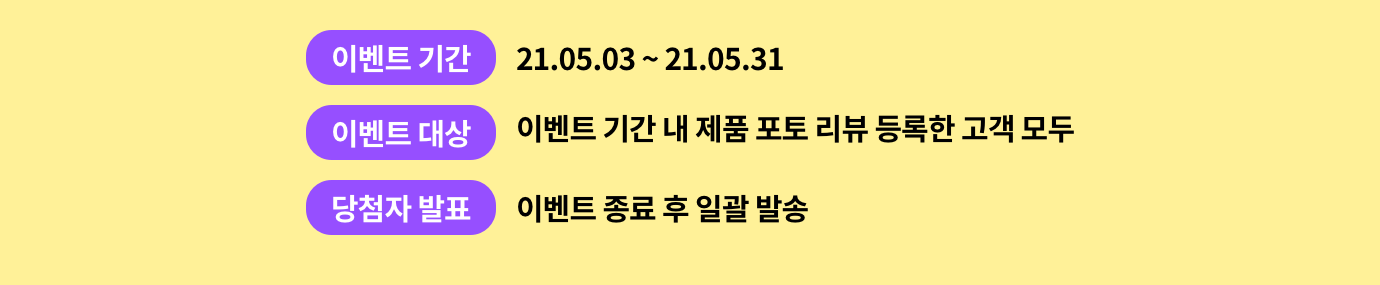 이벤트 기간 21.05.03 ~ 21.05.31
이벤트 대상 이벤트 기간 내 제품 포토 리뷰 등록한 고객 모두
당첨자 발표 이벤트 종료 후 일괄 발송